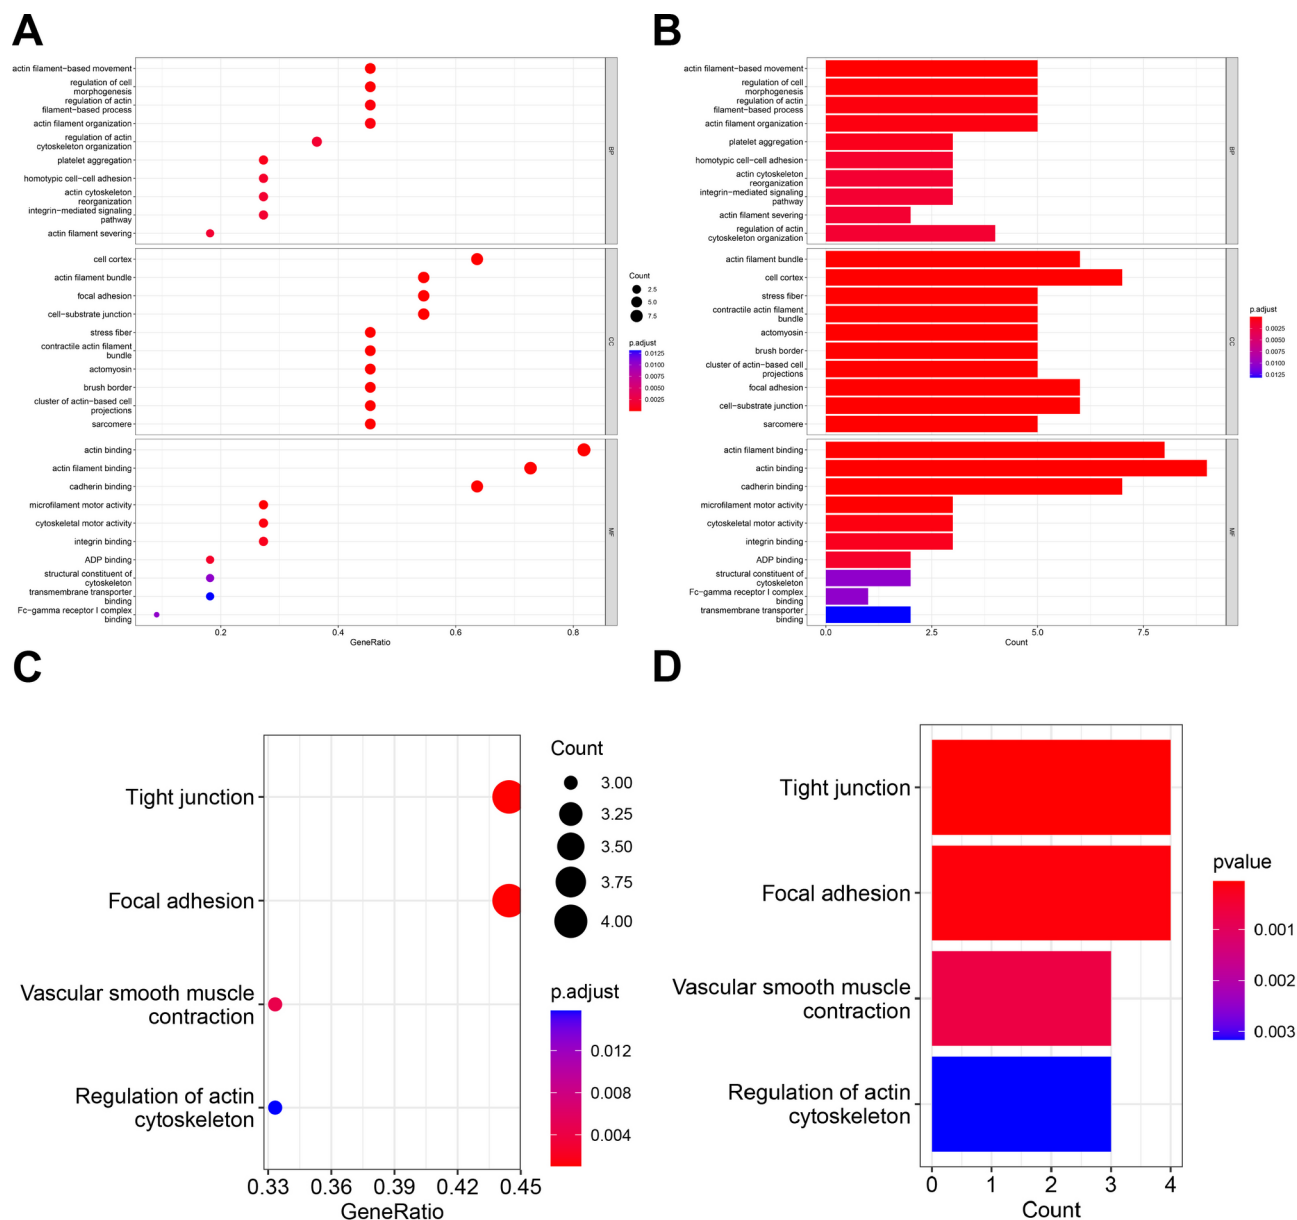 A
actin filament−based movement
regulation of cell
morphogenesis
regulation of actin
filament−based process
actin filament organization
regulation of actin
cytoskeleton organization
platelet aggregation
homotypic cell−cell adhesion
actin cytoskeleton
reorganization
integrin−mediated signaling
pathway
actin filament severing
BP
cell cortex
actin filament bundle
focal adhesion
cell−substrate junction
stress fiber
contractile actin filament
bundle
actomyosin
brush border
cluster of actin−based cell
projections
sarcomere
CC
actin binding
actin filament binding
cadherin binding
microfilament motor activity
cytoskeletal motor activity
integrin binding
ADP binding
structural constituent of
cytoskeleton
transmembrane transporter
binding
Fc−gamma receptor I complex
binding
MF
0.2 0.4 0.6 0.8
GeneRatio
Count
2.5
5.0
7.5
p.adjust
0.0125
0.0100
0.0075
0.0050
0.0025
B
actin filament−based movement
regulation of cell
morphogenesis
regulation of actin
filament−based process
actin filament organization
platelet aggregation
homotypic cell−cell adhesion
actin cytoskeleton
reorganization
integrin−mediated signaling
pathway
actin filament severing
regulation of actin
cytoskeleton organization
BP
actin filament bundle
cell cortex
stress fiber
contractile actin filament
bundle
actomyosin
brush border
cluster of actin−based cell
projections
focal adhesion
cell−substrate junction
sarcomere
CC
actin filament binding
actin binding
cadherin binding
microfilament motor activity
cytoskeletal motor activity
integrin binding
ADP binding
structural constituent of
cytoskeleton
Fc−gamma receptor I complex
binding
transmembrane transporter
binding
MF
0.0 2.5 5.0 7.5
Count
p.adjust
0.0025
0.0050
0.0075
0.0100
0.0125
C
Tight junction
Focal adhesion
Vascular smooth muscle
contraction
Regulation of actin
cytoskeleton
0.33 0.36 0.39 0.42 0.45
GeneRatio
Count
3.00
3.25
3.50
3.75
4.00
p.adjust
0.012
0.008
0.004
D
Tight junction
Focal adhesion
Vascular smooth muscle
contraction
Regulation of actin
cytoskeleton
0 1 2 3 4
Count
pvalue
0.001
0.002
0.003